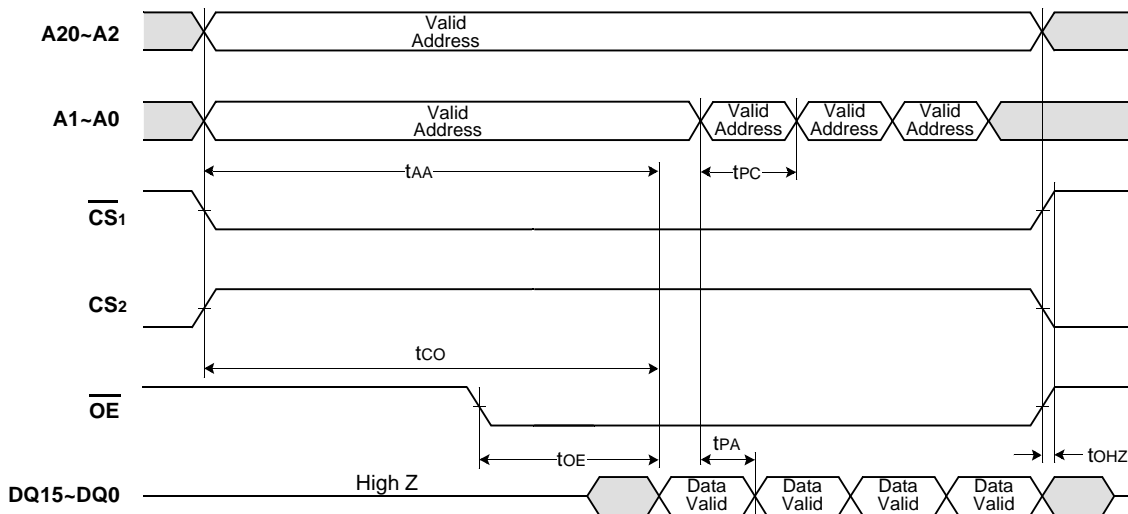 A20~A2
Valid
Address
A1~A0
Valid
Address
Valid
Address
Valid
Address
Valid
Address
tAA
tPC
CS1
CS2
tCO
OE
tOE
tPA
tOHZ
DQ15~DQ0
High Z
Data
Valid
Data
Valid
Data
Valid
Data
Valid